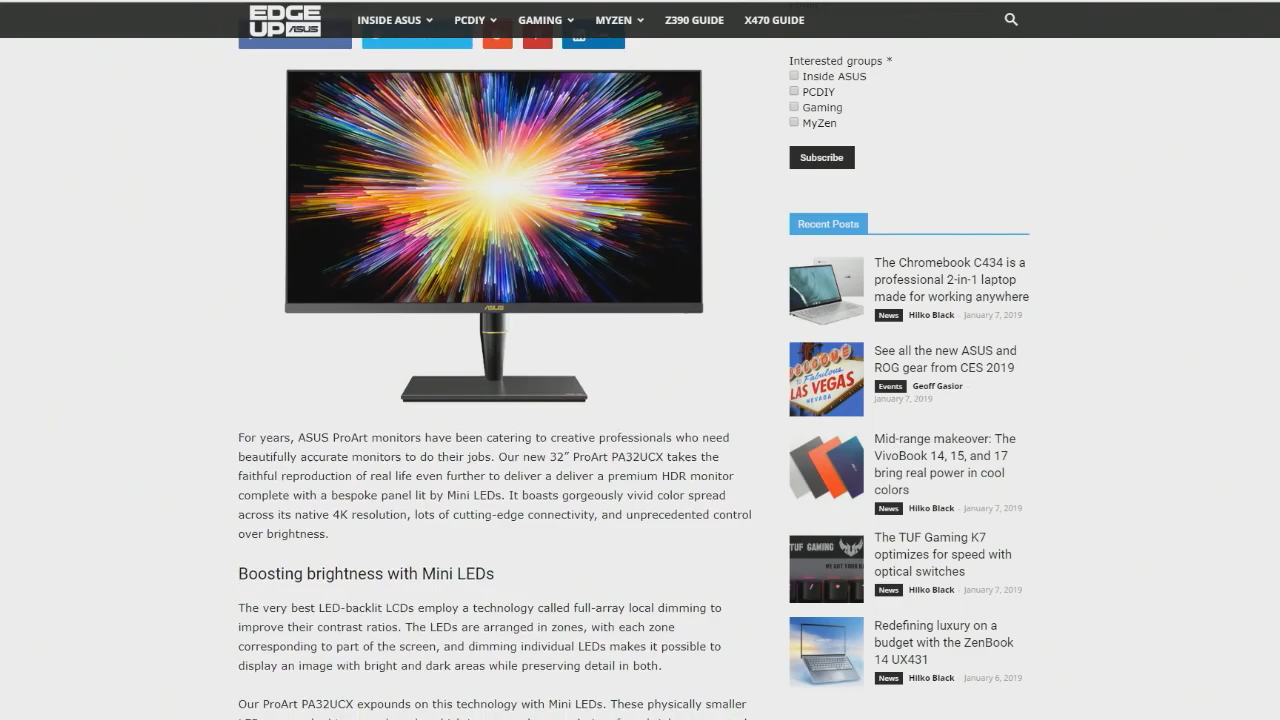 EDGE
UP ASUS
INSIDE ASUS
PCDIY
GAMING
MYZEN
Z390 GUIDE
X470 GUIDE
ASUS
For years, ASUS ProArt monitors have been catering to creative professionals who need
beautifully accurate monitors to do their jobs. Our new 32” ProArt PA32UCX takes the
faithful reproduction of real life even further to deliver a deliver a premium HDR monitor
complete with a bespoke panel lit by Mini LEDs. It boasts gorgeously vivid color spread
across its native 4K resolution, lots of cutting-edge connectivity, and unprecedented control
over brightness.
Boosting brightness with Mini LEDs
The very best LED-backlit LCDs employ a technology called full-array local dimming to
improve their contrast ratios. The LEDs are arranged in zones, with each zone
corresponding to part of the screen, and dimming individual LEDs makes it possible to
display an image with bright and dark areas while preserving detail in both.
Our ProArt PA32UCX expounds on this technology with Mini LEDs. These physically smaller
Interested groups *
Inside ASUS
PCDIY
Gaming
MyZen
Subscribe
Recent Posts
The Chromebook C434 is a
professional 2-in-1 laptop
made for working anywhere
News Hilko Black - January 7, 2019
WELCOME
TO Fabulous
LAS VEGAS
NEVADA
See all the new ASUS and
ROG gear from CES 2019
Events Geoff Gasior -
January 7, 2019
Mid-range makeover: The
VivoBook 14, 15, and 17
bring real power in cool
colors
News Hilko Black - January 7, 2019
TUF GAMING
The TUF Gaming K7
optimizes for speed with
optical switches
News Hilko Black - January 7, 2019
Redefining luxury on a
budget with the ZenBook
14 UX431
News Hilko Black - January 6, 2019